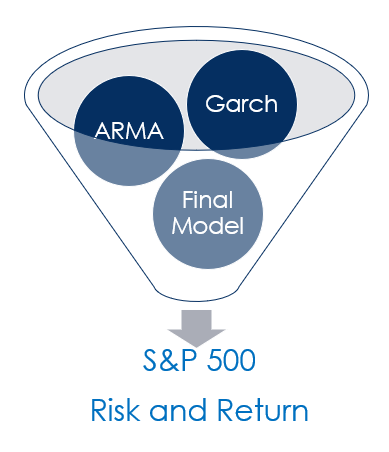 Garch
ARMA
Final
Model
S&P 500
Risk and Return